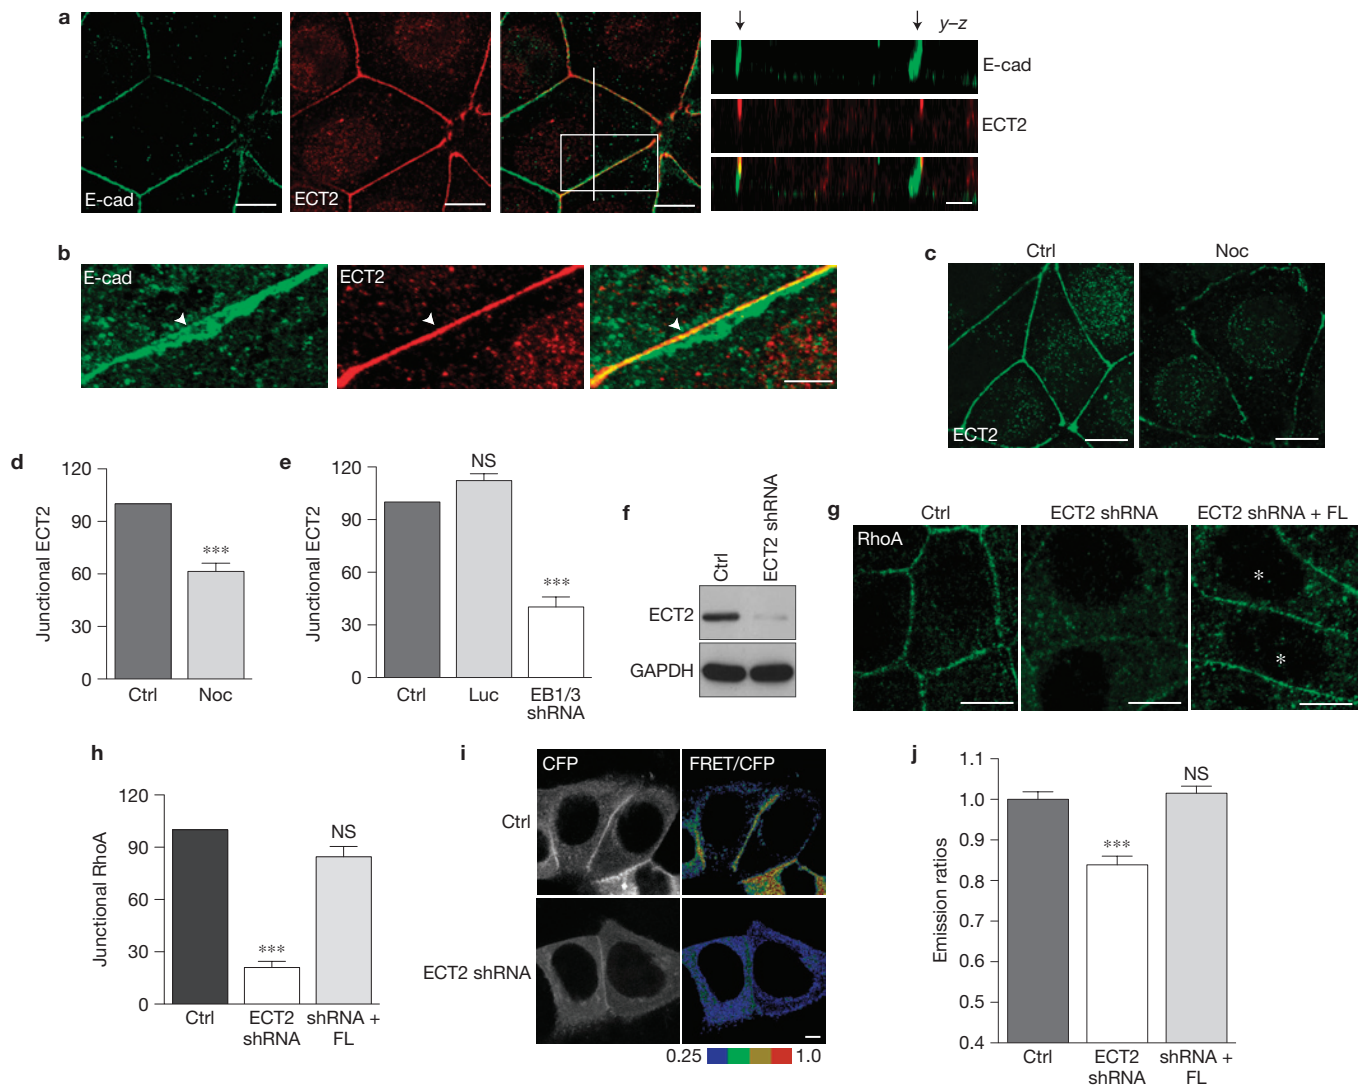 a
y–z
E-cad
ECT2
E-cad
ECT2
b
E-cad
ECT2
c
Ctrl
Noc
ECT2
d
Junctional ECT2
120
90
60
30
0
***
Ctrl
Noc
e
Junctional ECT2
120
90
60
30
0
NS
***
Ctrl
Luc
EB1/3
shRNA
f
Ctrl
ECT2 shRNA
ECT2
GAPDH
g
Ctrl
ECT2 shRNA
ECT2 shRNA + FL
RhoA
*
*
h
Junctional RhoA
120
90
60
30
0
***
NS
Ctrl
ECT2
shRNA
shRNA +
FL
i
CFP
FRET/CFP
Ctrl
ECT2 shRNA
0.25
1.0
j
Emission ratios
1.1
1.0
0.9
0.8
0.7
0.6
0.5
0.4
***
NS
Ctrl
ECT2
shRNA
shRNA +
FL